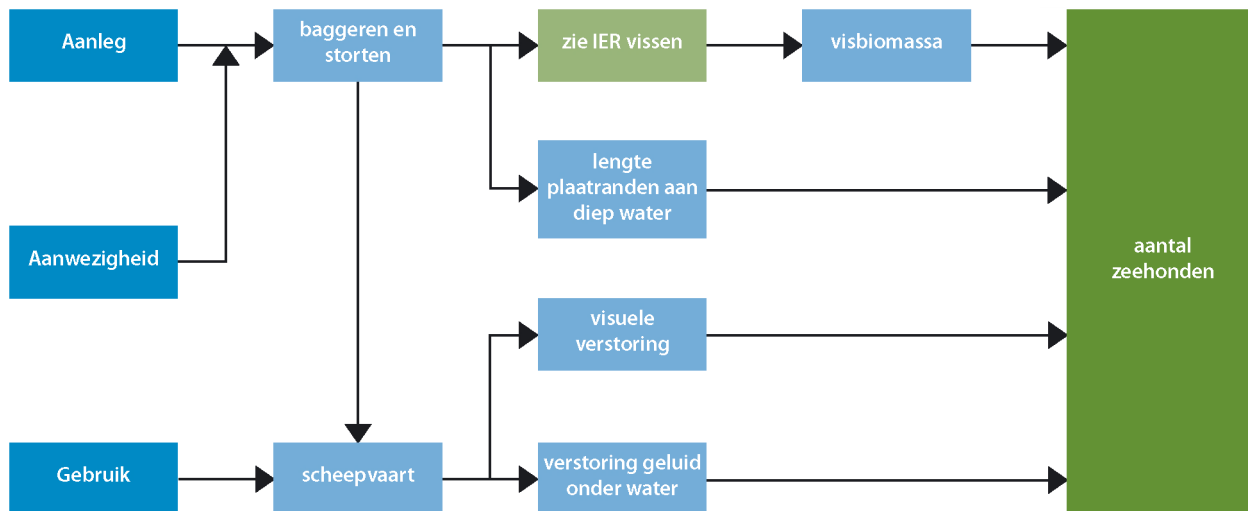 Aanleg
baggeren en
storten
zie IER vissen
visbiomassa
lengte
plaatranden aan
diep water
Aanwezigheid
aantal
zeehonden
visuele
verstoring
Gebruik
scheepvaart
verstoring geluid
onder water